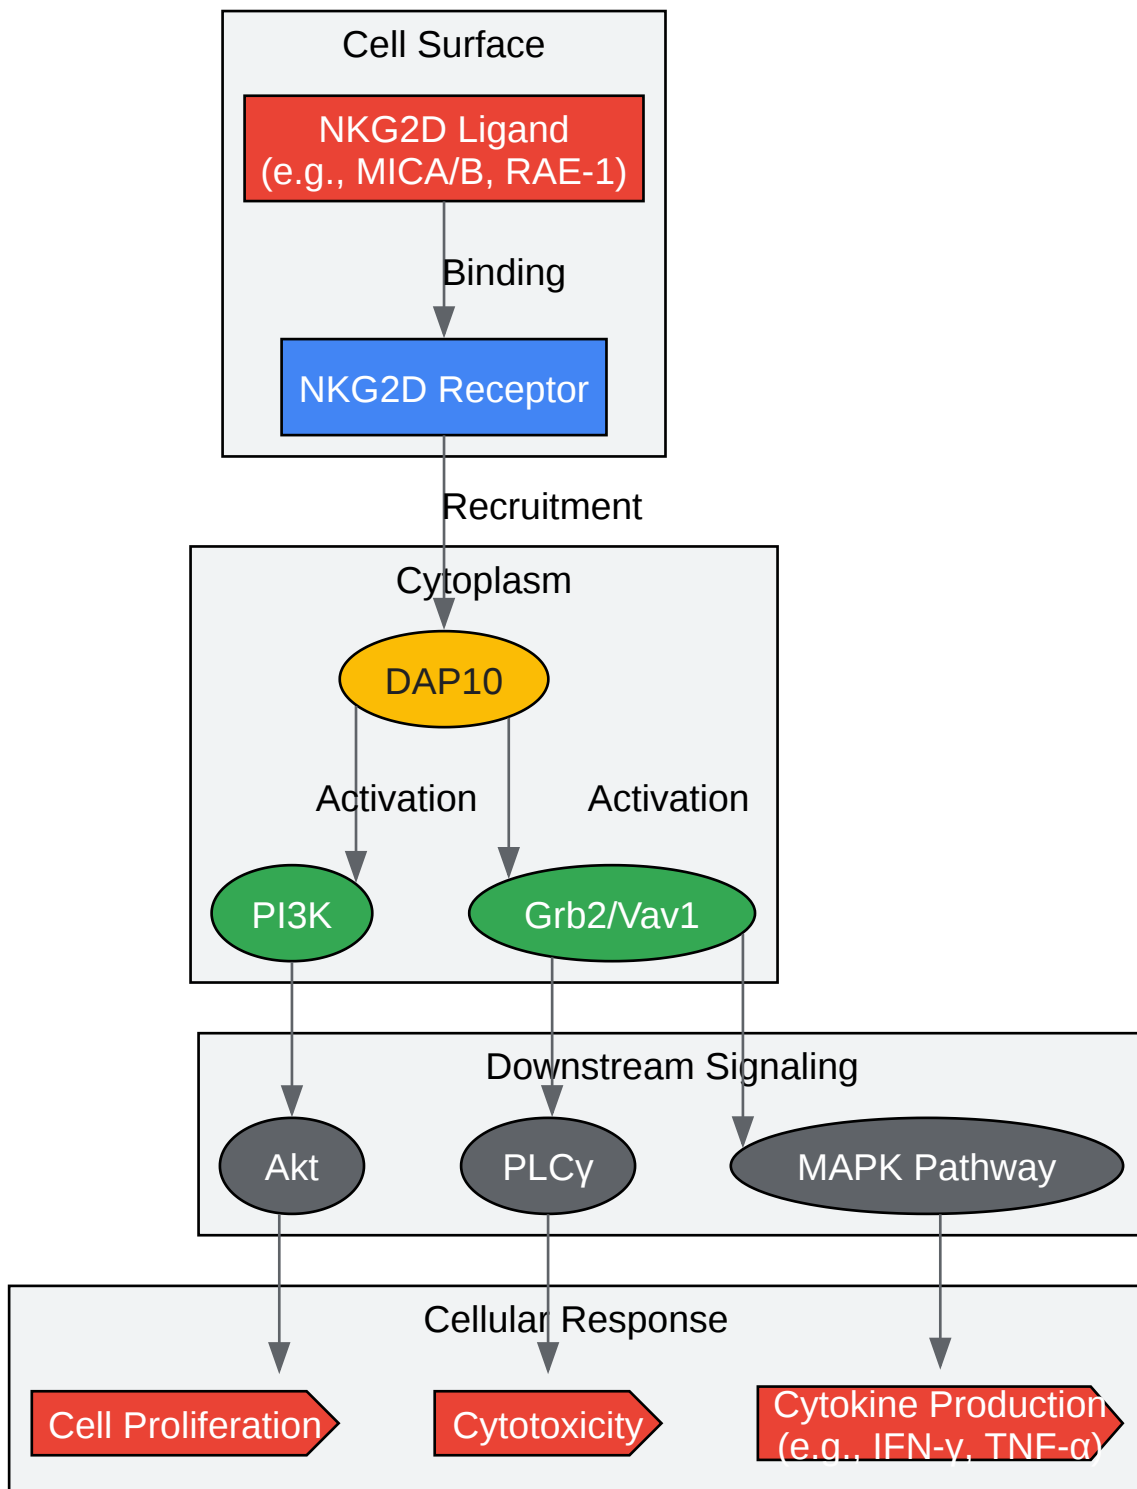 Cell Surface
NKG2D Ligand
(e.g., MICA/B, RAE-1)
Binding
NKG2D Receptor
Recruitment
Cytoplasm
DAP10
Activation
Activation
PI3K
Grb2/Vav1
Downstream Signaling
Akt
PLCγ
MAPK Pathway
Cellular Response
Cell Proliferation
Cytotoxicity
Cytokine Production
(e.g., IFN-γ, TNF-α)